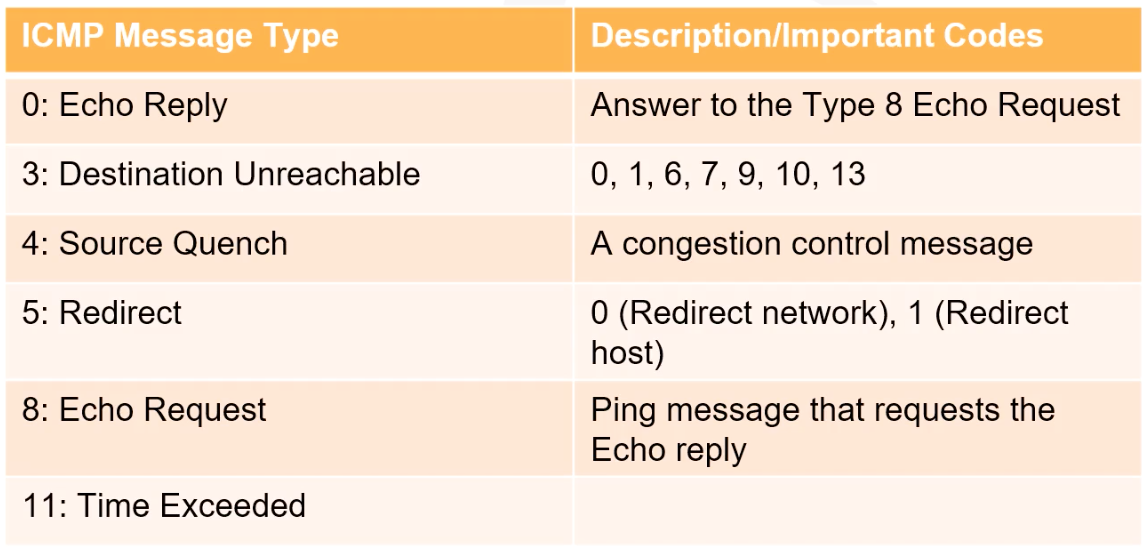 ICMP Message Type
Description/Important Codes
0: Echo Reply
Answer to the Type 8 Echo Request
3: Destination Unreachable
0, 1, 6, 7, 9, 10, 13
4: Source Quench
A congestion control message
5: Redirect
0 (Redirect network), 1 (Redirect
host)
8: Echo Request
Ping message that requests the
Echo reply
11: Time Exceeded